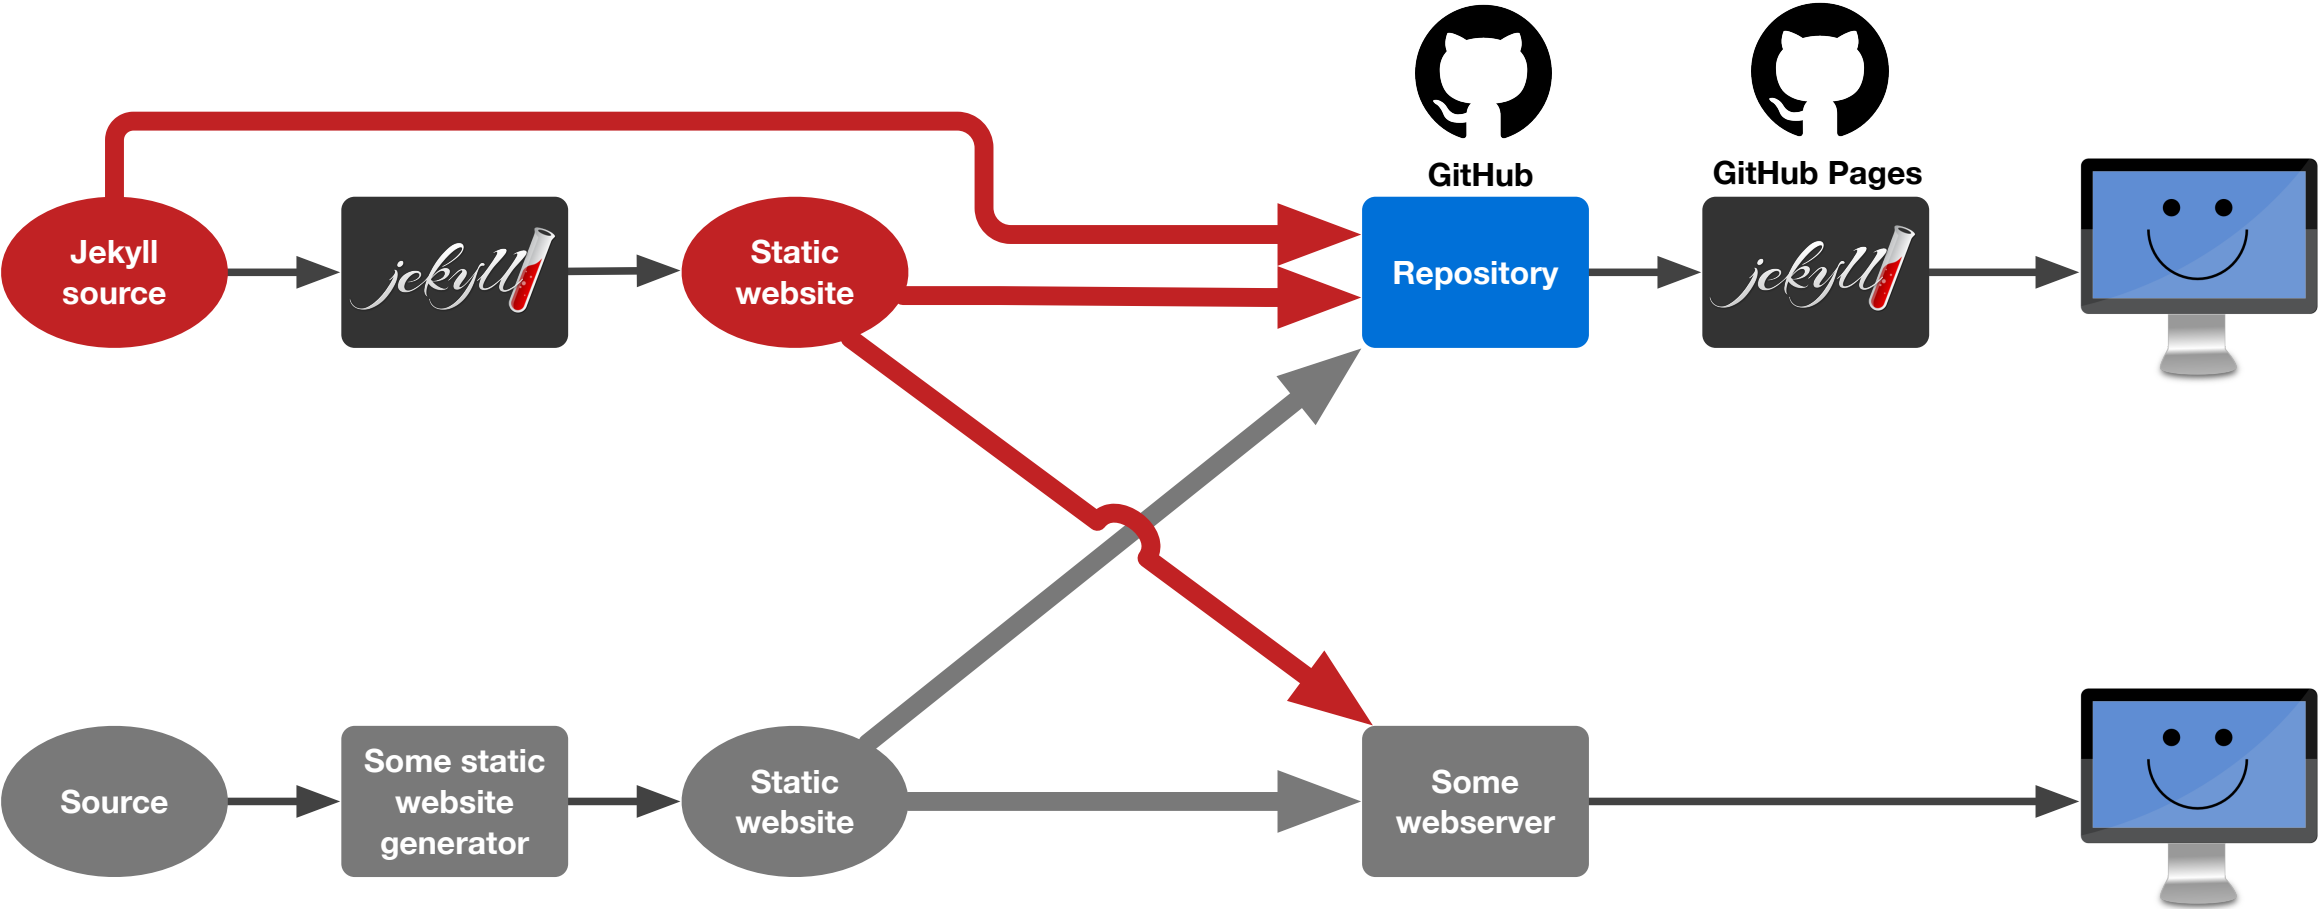 GitHub
GitHub Pages
Jekyll
source
jekyll
Static
website
Repository
jekyll
Source
Some static
website
generator
Static
website
Some
webserver